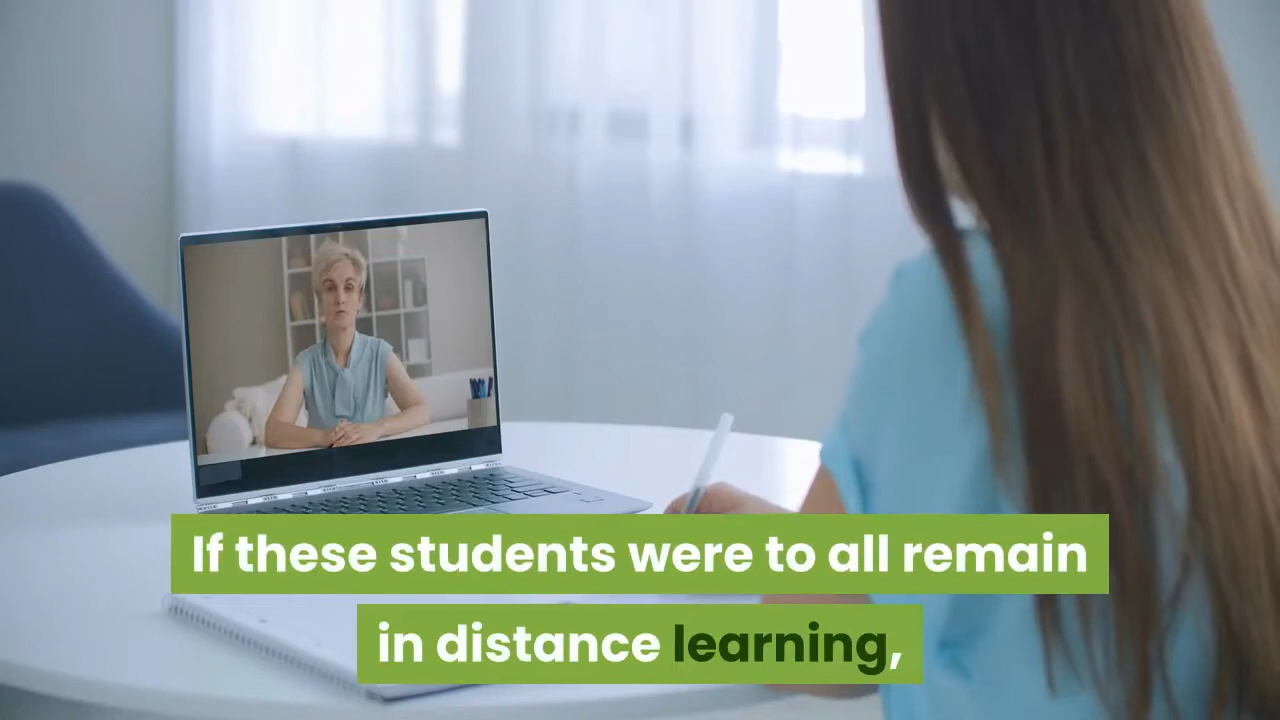 If these students were to all remain
in distance learning,